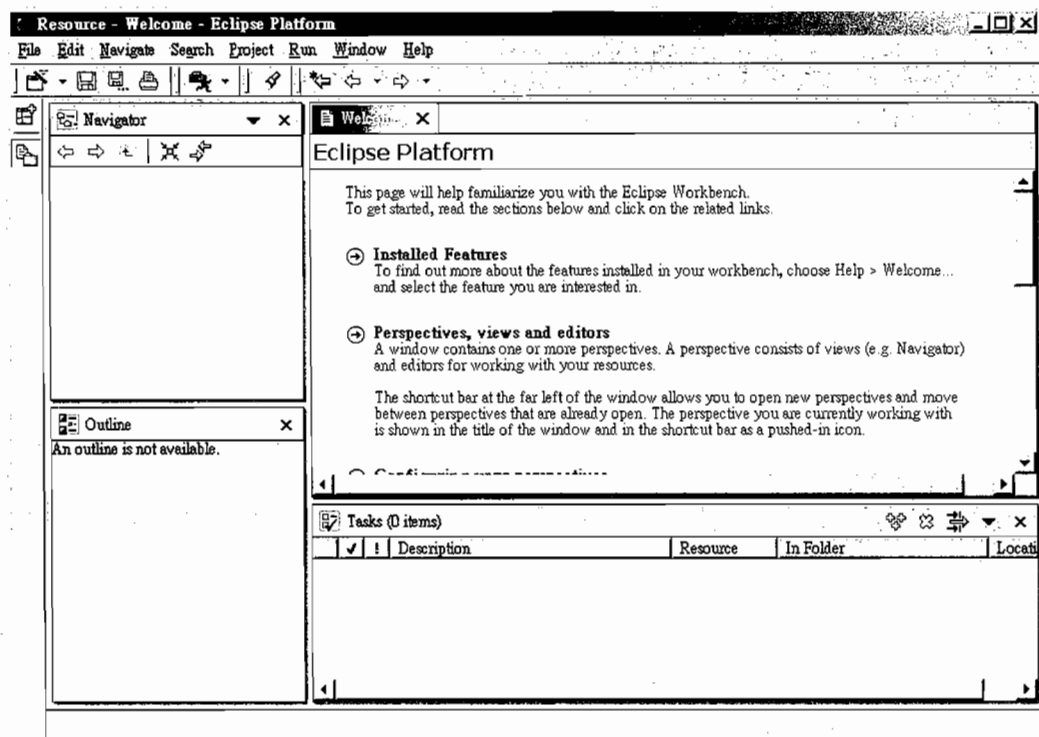 Resource - Welcome - Eclipse Platform
File Edit Navigate Search Project Run Window Help
Navigator
Eclipse Platform
This page will help familiarize you with the Eclipse Workbench.
To get started, read the sections below and click on the related links.
Installed Features
To find out more about the features installed in your workbench, choose Help > Welcome...
and select the feature you are interested in.
Perspectives, views and editors
A window contains one or more perspectives. A perspective consists of views (e.g. Navigator)
and editors for working with your resources.
The shortcut bar at the far left of the window allows you to open new perspectives and move
between perspectives that are already open. The perspective you are currently working with
is shown in the title of the window and in the shortcut bar as a pushed-in icon.
Outline
An outline is not available.
Tasks (0 items)
! Description Resource In Folder Locati